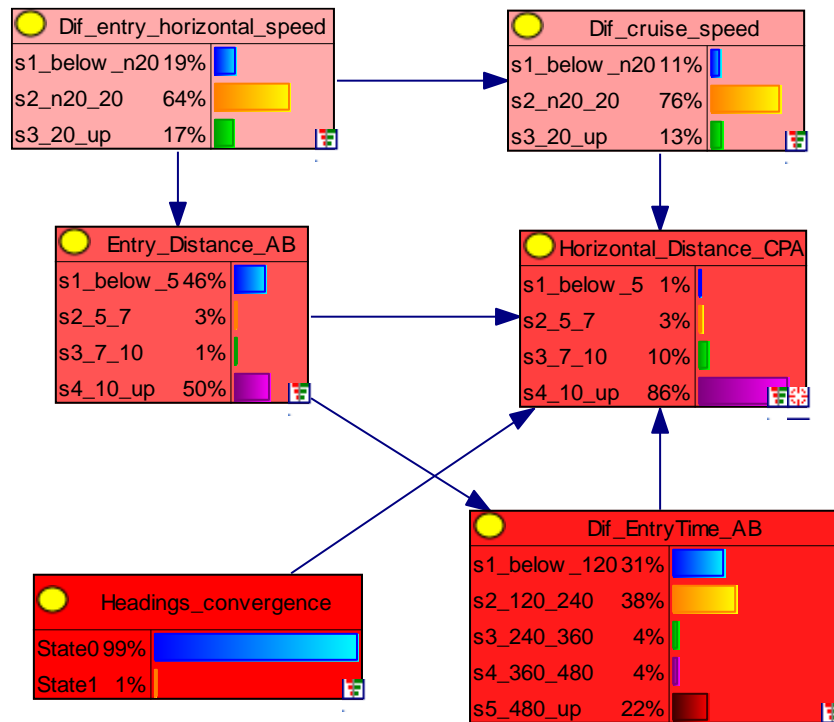 Dif_entry_horizontal_speed
s1_below _n20 19%
s2_n20_20 64%
s3_20_up 17%
Dif_cruise_speed
s1_below _n20 11%
s2_n20_20 76%
s3_20_up 13%
Entry_Distance_AB
s1_below _5 46%
s2_5_7 3%
s3_7_10 1%
s4_10_up 50%
Horizontal_Distance_CPA
s1_below _5 1%
s2_5_7 3%
s3_7_10 10%
s4_10_up 86%
Headings_convergence
State0 99%
State1 1%
Dif_EntryTime_AB
s1_below _120 31%
s2_120_240 38%
s3_240_360 4%
s4_360_480 4%
s5_480_up 22%